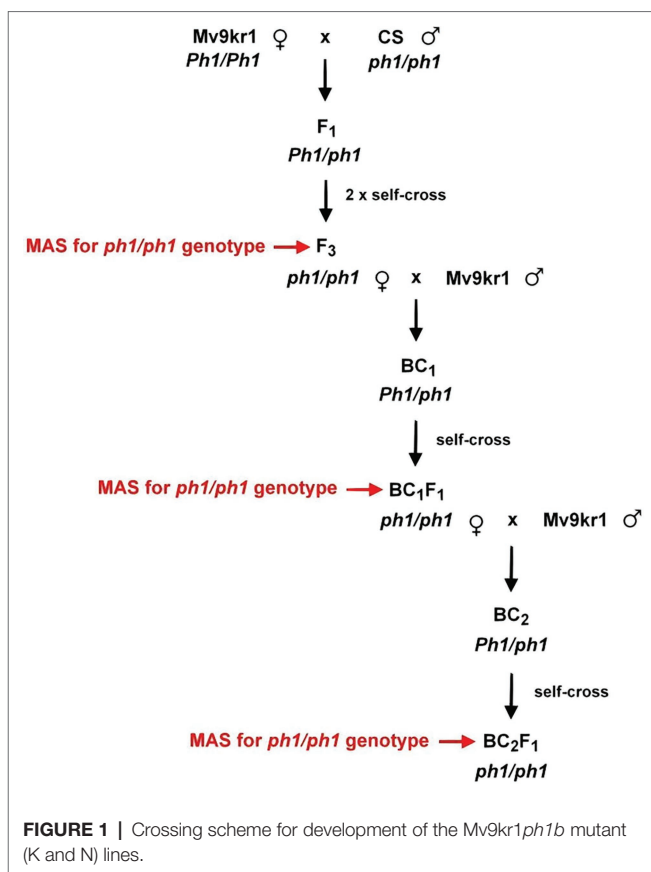 Mv9kr1 ♀ x CS ♂
Ph1/Ph1 ph1/ph1
F1
Ph1/ph1
2 x self-cross
MAS for ph1/ph1 genotype F3
ph1/ph1 ♀ x Mv9kr1 ♂
BC1
Ph1/ph1
self-cross
MAS for ph1/ph1 genotype BC1F1
ph1/ph1 ♀ x Mv9kr1 ♂
BC2
Ph1/ph1
self-cross
MAS for ph1/ph1 genotype BC2F1
ph1/ph1
FIGURE 1 | Crossing scheme for development of the Mv9kr1ph1b mutant
(K and N) lines.